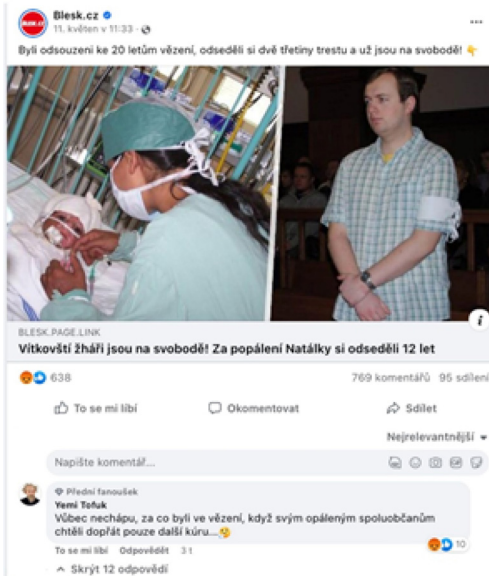 Blesk.cz
11. květen v 11:33 ·
Byli odsouzeni ke 20 letům vězení, odseděli si dvě třetiny trestu a už jsou na svobodě! 👇
BLESK.PAGE.LINK
Vítkovští žháři jsou na svobodě! Za popálení Natálky si odseděli 12 let
638
769 komentářů 95 sdílení
To se mi líbí Okomentovat Sdílet
Nejrelevantnější
Napište komentář...
Přední fanoušek
Yemi Tofuk
Vůbec nechápu, za co byli ve vězení, když svým opáleným spoluobčanům
chtěli dopřát pouze další kúru....🤔
To se mi líbí Odpovědět 3 t
10
Skrýt 12 odpovědí